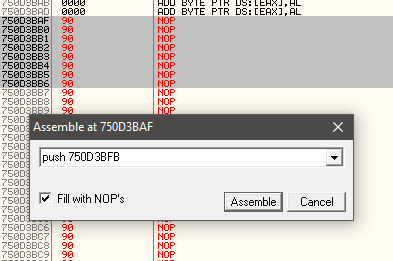 0000 ADD BYTE PTR DS:[EAX],AL
750D3BAD 0000 ADD BYTE PTR DS:[EAX],AL
750D3BAF 90 NOP
750D3BB0 90 NOP
750D3BB1 90 NOP
750D3BB2 90 NOP
750D3BB3 90 NOP
750D3BB4 90 NOP
750D3BB5 90 NOP
750D3BB6 90 NOP
750D3BB7 90 NOP
750D3BB8 90 NOP
750D3BB9 90 NOP
Assemble at 750D3BAF
push 750D3BFB
Fill with NOP's
Assemble
Cancel
750D3BC6 90 NOP
750D3BC7 90 NOP
750D3BC8 90 NOP
750D3BC9 90 NOP